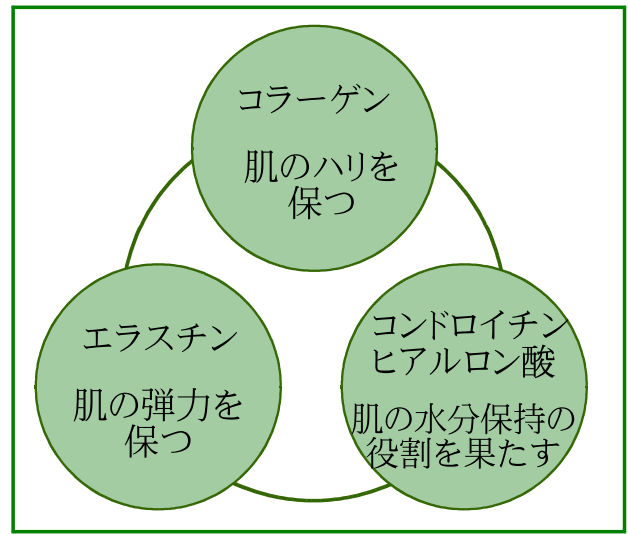 コラーゲン
肌のハリを
保つ
エラスチン
肌の弾力を
保つ
コンドロイチン
ヒアルロン酸
肌の水分保持の
役割を果たす